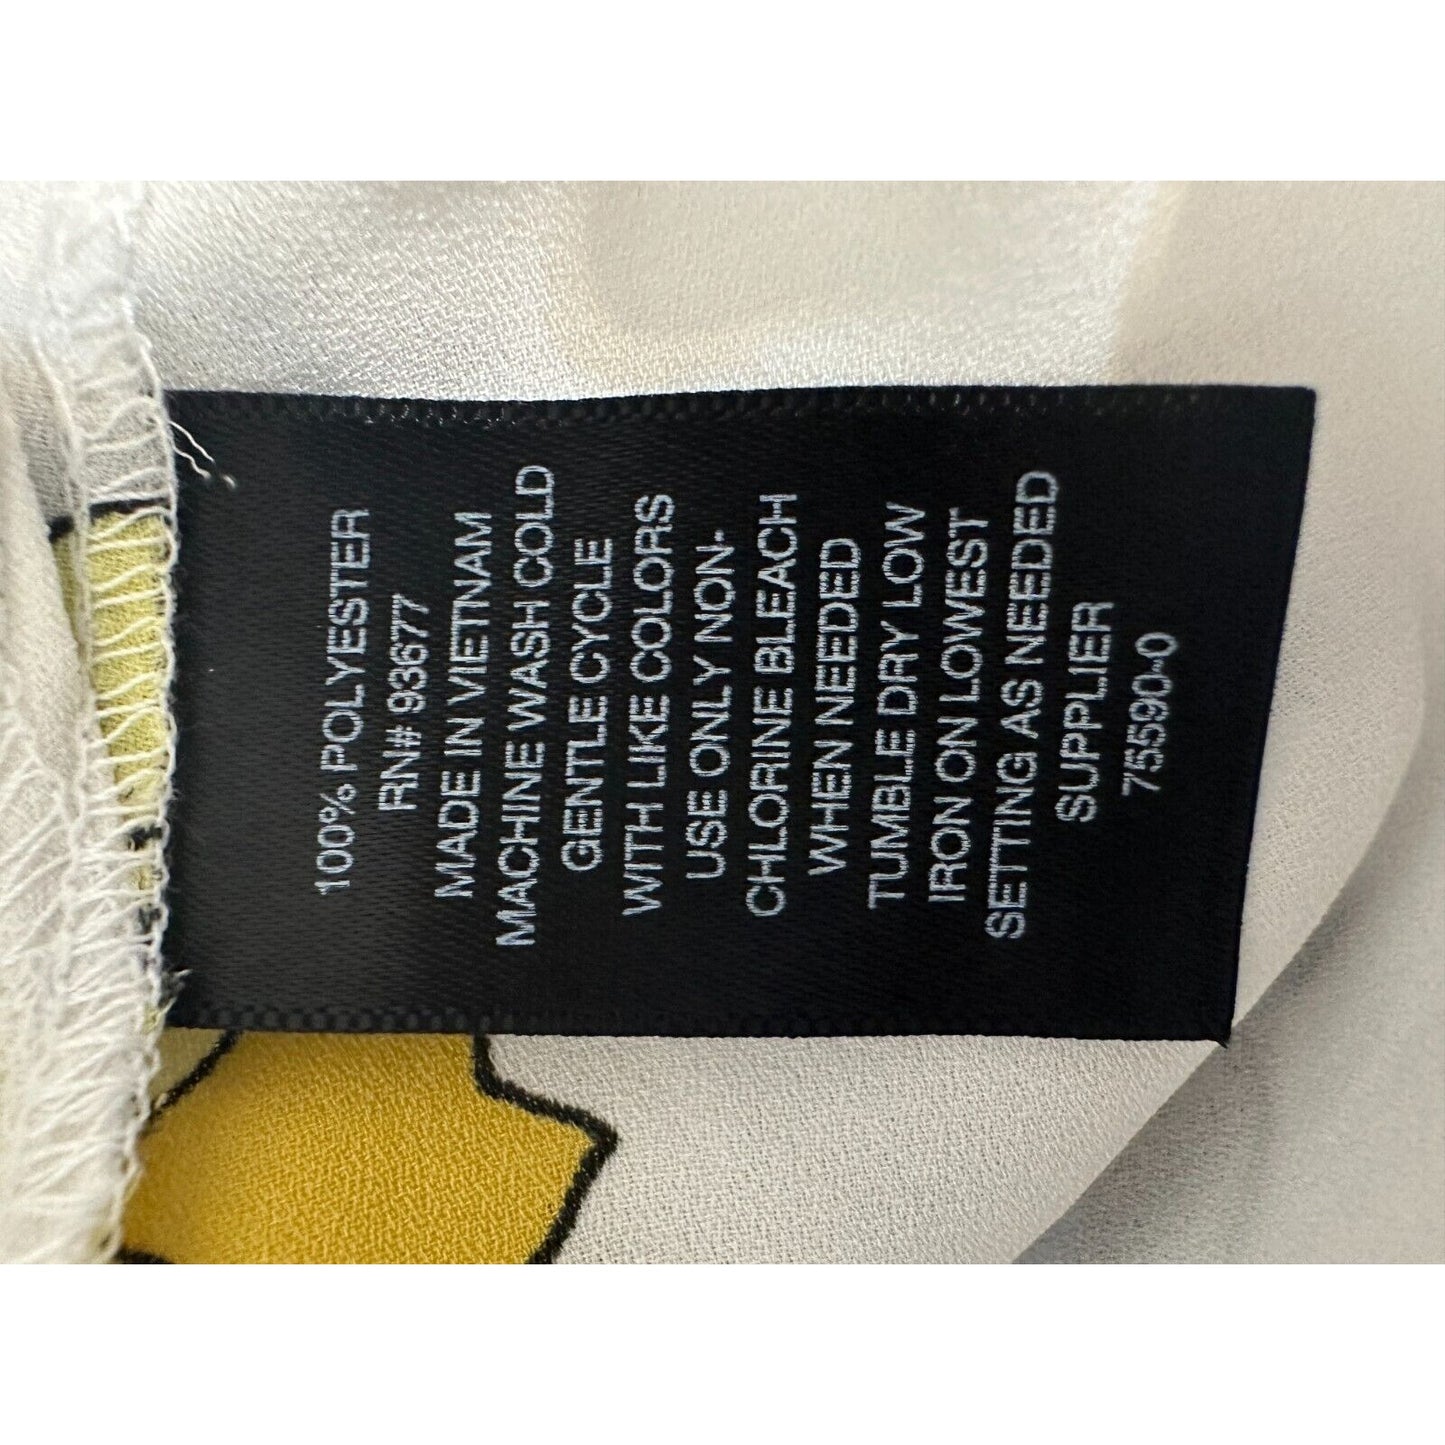 100% POLYESTER
RN# 93677
MADE IN VIETNAM
MACHINE WASH COLD
GENTLE CYCLE
WITH LIKE COLORS
USE ONLY NON-
CHLORINE BLEACH
WHEN NEEDED
TUMBLE DRY LOW
IRON ON LOWEST
SETTING AS NEEDED
SUPPLIER
75590-0